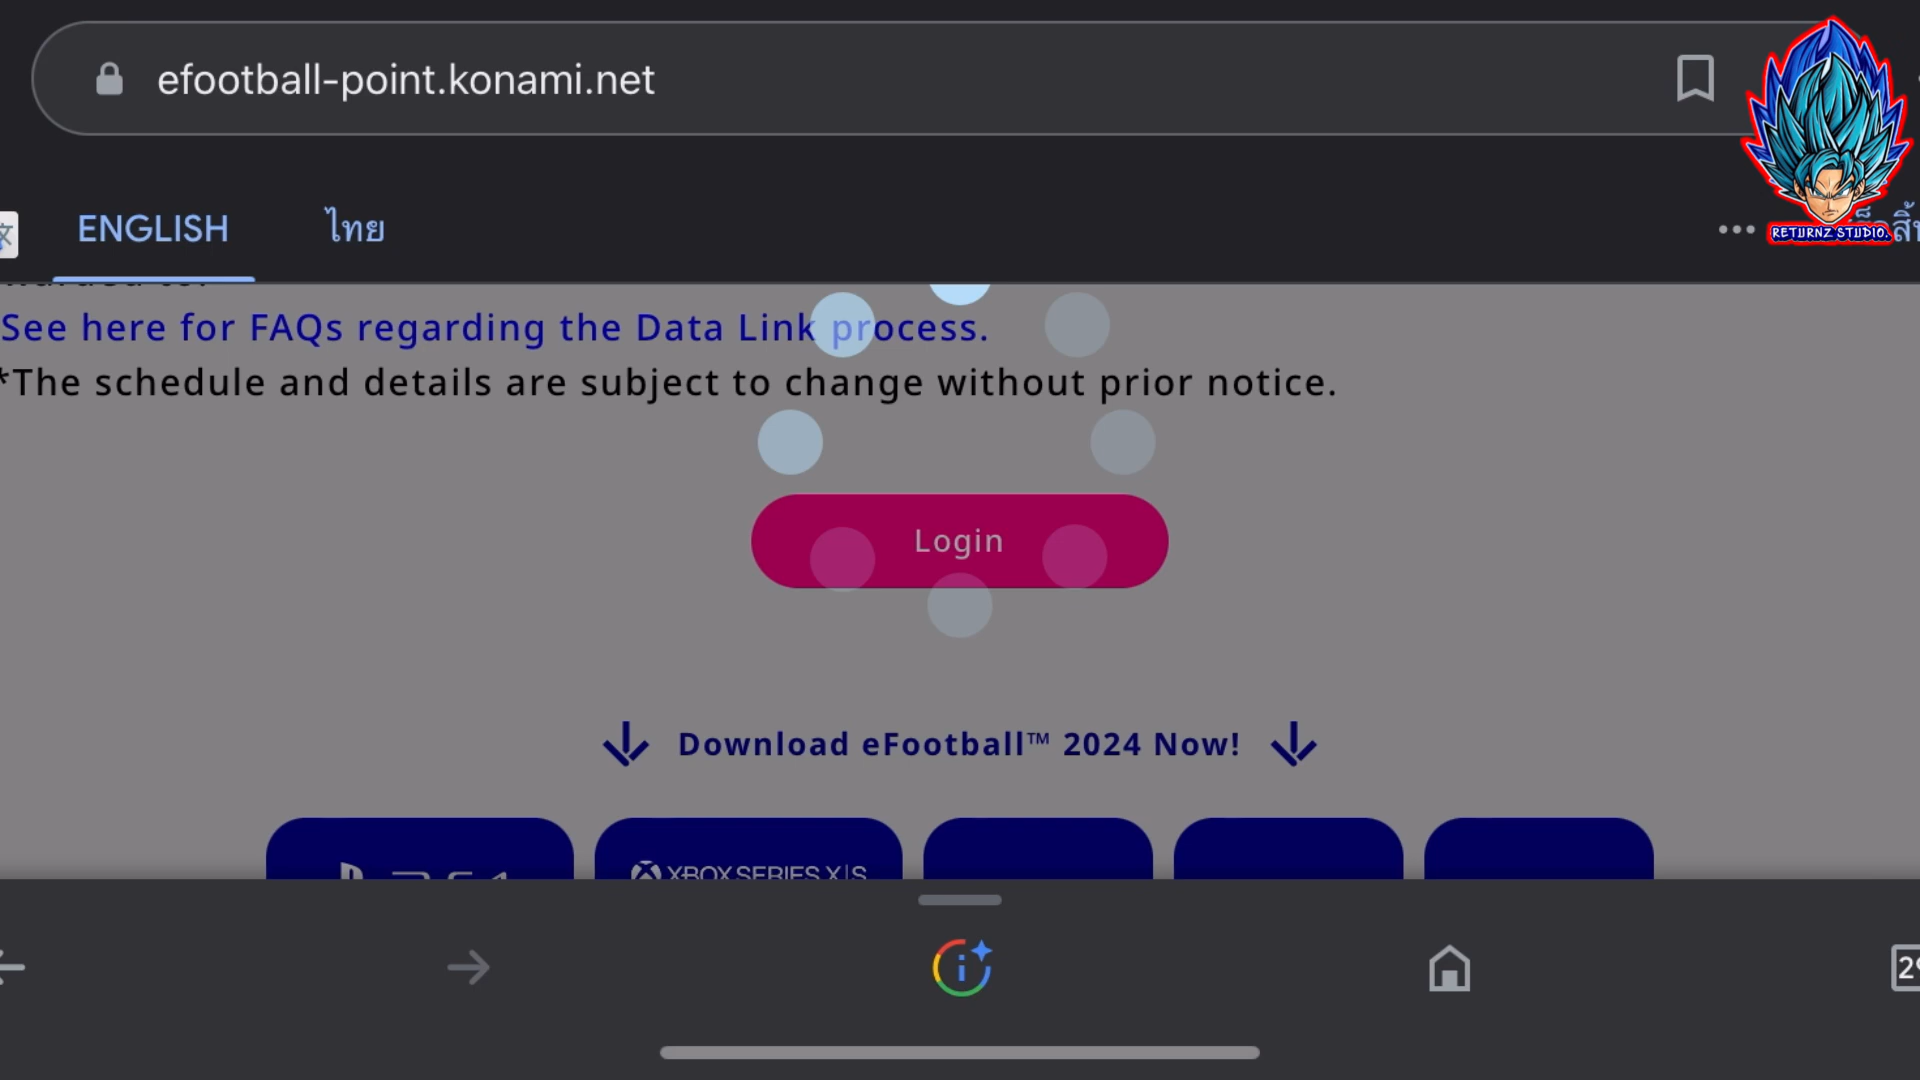 efootball-point.konami.net
ENGLISH ไทย
RETURNZ STUDIO.
See here for FAQs regarding the Data Link process.
*The schedule and details are subject to change without prior notice.
Login
Download eFootball™ 2024 Now!
XBOX SERIES X|S